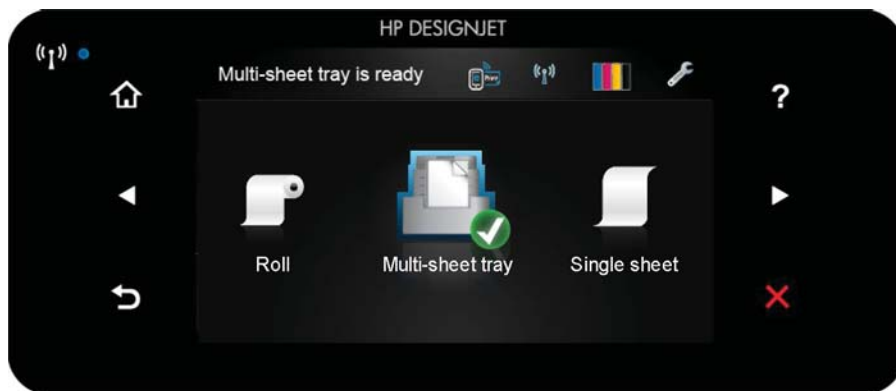 HP DESIGNJET
Multi-sheet tray is ready
?
Roll
Multi-sheet tray
Single sheet